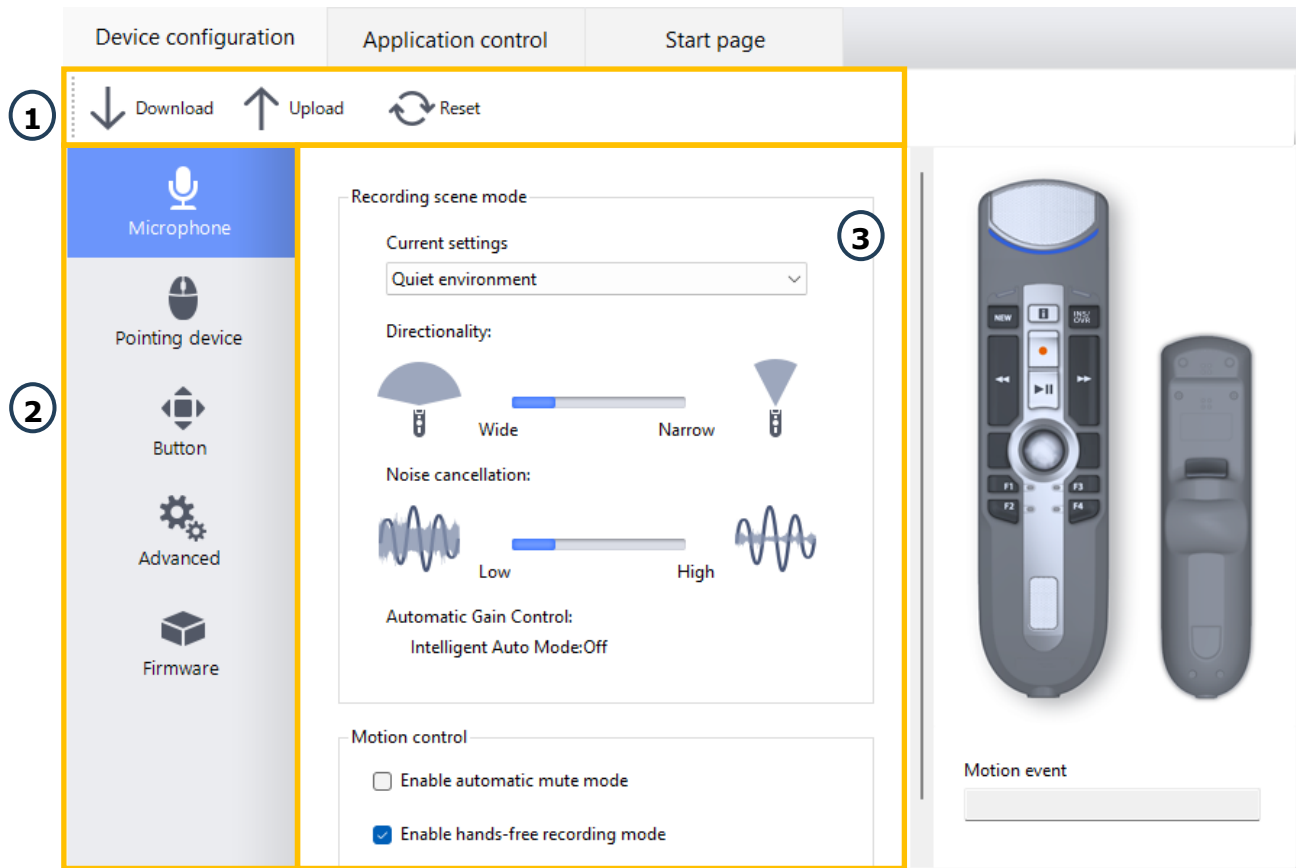 Device configuration
Application control
Start page
1
Download
Upload
Reset
2
Microphone
Pointing device
Button
Advanced
Firmware
3
Recording scene mode
Current settings
Quiet environment
Directionality:
Wide
Narrow
Noise cancellation:
Low
High
Automatic Gain Control:
Intelligent Auto Mode:Off
Motion control
Enable automatic mute mode
Enable hands-free recording mode
NEW
i
INS/
OVR
F1
F3
F2
F4
Motion event